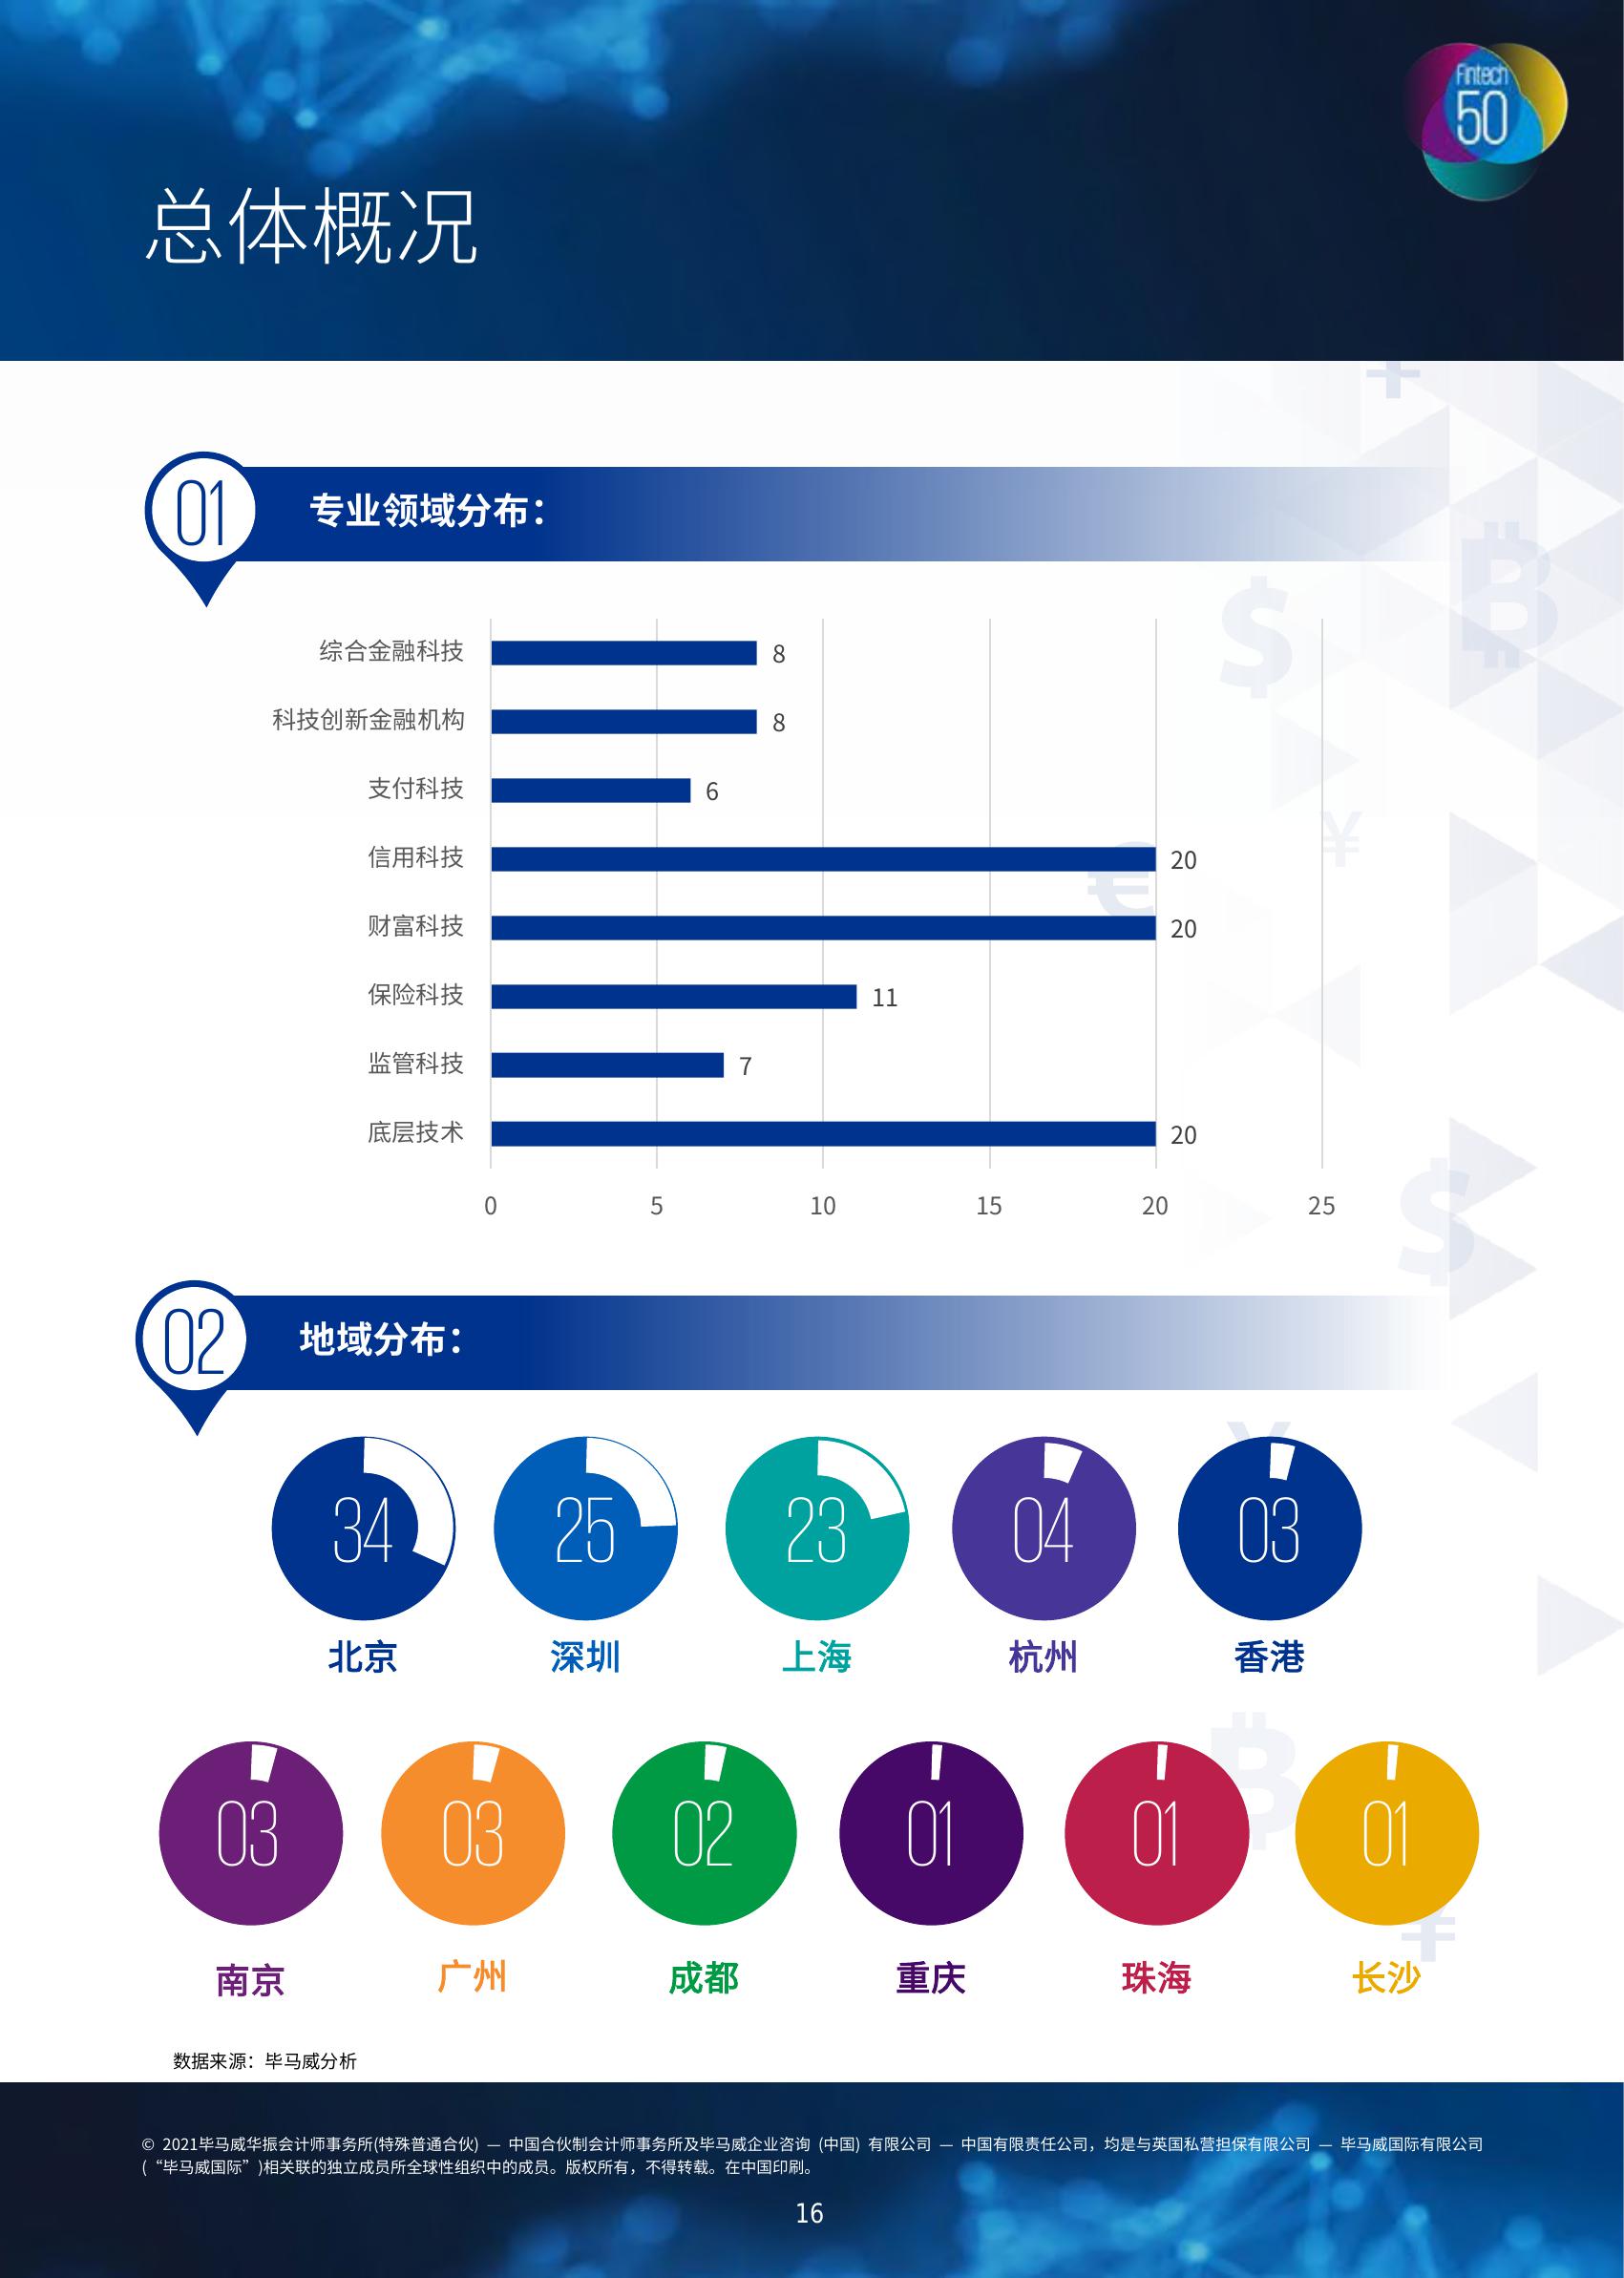 Fintech
50
总体概况
01
专业领域分布：
综合金融科技 8
科技创新金融机构 8
支付科技 6
信用科技 20
财富科技 20
保险科技 11
监管科技 7
底层技术 20
0 5 10 15 20 25
02
地域分布：
34 25 23 04 03
北京 深圳 上海 杭州 香港
03 03 02 01 01 01
南京 广州 成都 重庆 珠海 长沙
数据来源：毕马威分析
© 2021毕马威华振会计师事务所(特殊普通合伙) — 中国合伙制会计师事务所及毕马威企业咨询 (中国) 有限公司 — 中国有限责任公司，均是与英国私营担保有限公司 — 毕马威国际有限公司
(“毕马威国际”)相关联的独立成员所全球性组织中的成员。版权所有，不得转载。在中国印刷。
16